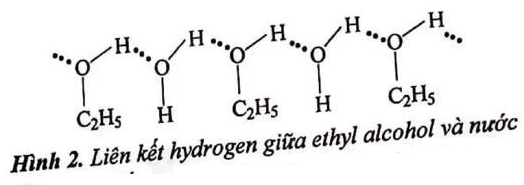 H H H H H
O O O O O
C₂H₅ H C₂H₅ H C₂H₅
Hình 2. Liên kết hydrogen giữa ethyl alcohol và nước